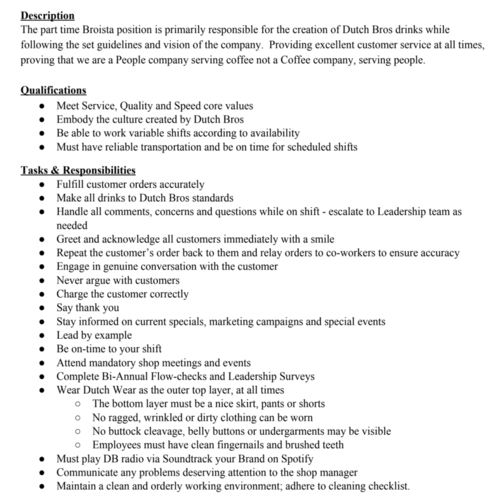 Description
The part time Broista position is primarily responsible for the creation of Dutch Bros drinks while
following the set guidelines and vision of the company.  Providing excellent customer service at all times,
proving that we are a People company serving coffee not a Coffee company, serving people.
Qualifications
● Meet Service, Quality and Speed core values
● Embody the culture created by Dutch Bros
● Be able to work variable shifts according to availability
● Must have reliable transportation and be on time for scheduled shifts
Tasks & Responsibilities
● Fulfill customer orders accurately
● Make all drinks to Dutch Bros standards
● Handle all comments, concerns and questions while on shift - escalate to Leadership team as
needed
● Greet and acknowledge all customers immediately with a smile
● Repeat the customer's order back to them and relay orders to co-workers to ensure accuracy
● Engage in genuine conversation with the customer
● Never argue with customers
● Charge the customer correctly
● Say thank you
● Stay informed on current specials, marketing campaigns and special events
● Lead by example
● Be on-time to your shift
● Attend mandatory shop meetings and events
● Complete Bi-Annual Flow-checks and Leadership Surveys
● Wear Dutch Wear as the outer top layer, at all times
○ The bottom layer must be a nice skirt, pants or shorts
○ No ragged, wrinkled or dirty clothing can be worn
○ No buttock cleavage, belly buttons or undergarments may be visible
○ Employees must have clean fingernails and brushed teeth
● Must play DB radio via Soundtrack your Brand on Spotify
● Communicate any problems deserving attention to the shop manager
● Maintain a clean and orderly working environment; adhere to cleaning checklist.